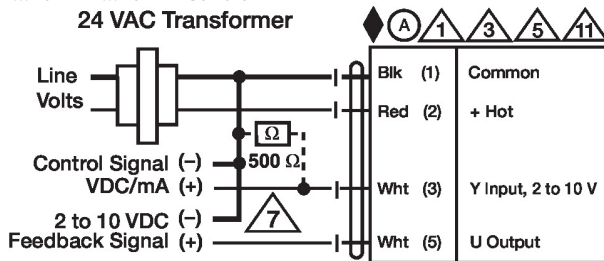 24 VAC Transformer
A 1 3 5 11
Line
Volts
Blk (1) Common
Red (2) + Hot
Ω
500 Ω
Control Signal (–)
VDC/mA (+)
Wht (3) Y Input, 2 to 10 V
7
2 to 10 VDC (–)
Feedback Signal (+)
Wht (5) U Output